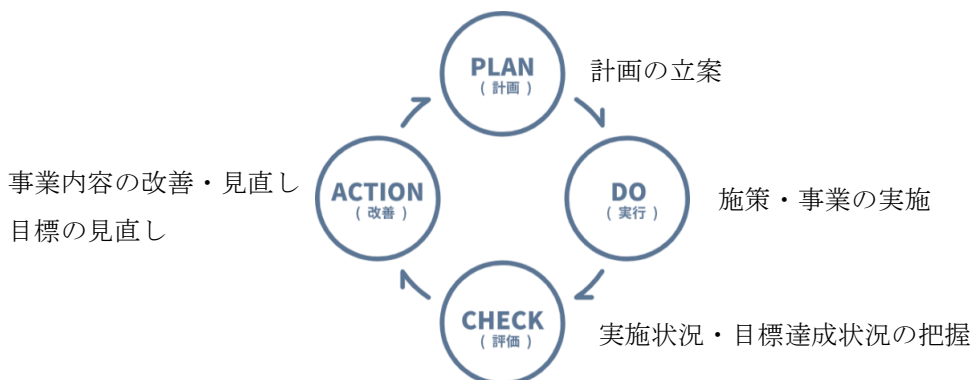 PLAN
( 計画 )
計画の立案
DO
( 実行 )
施策・事業の実施
CHECK
( 評価 )
実施状況・目標達成状況の把握
ACTION
( 改善 )
事業内容の改善・見直し
目標の見直し